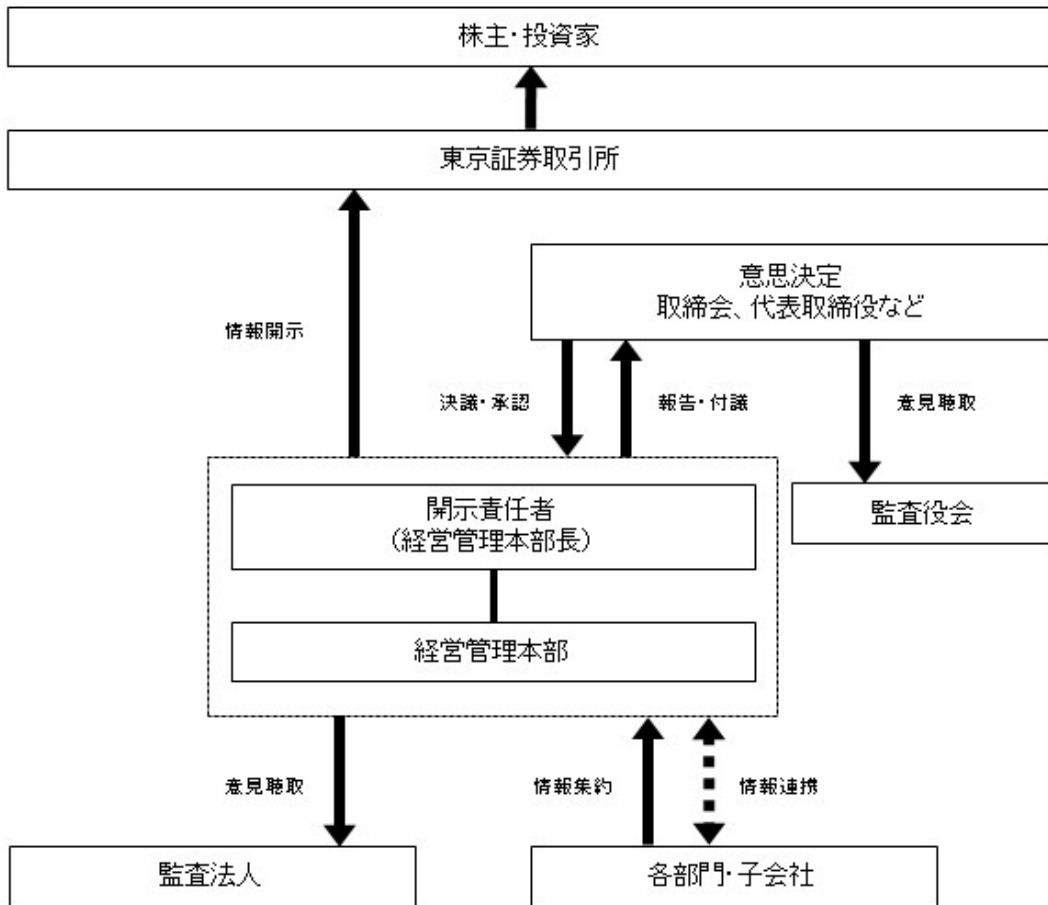 株主・投資家
東京証券取引所
情報開示
意思決定
取締会、代表取締役など
決議・承認
報告・付議
意見聴取
開示責任者
(経営管理本部長)
監査役会
経営管理本部
意見聴取
情報集約
情報連携
監査法人
各部門・子会社